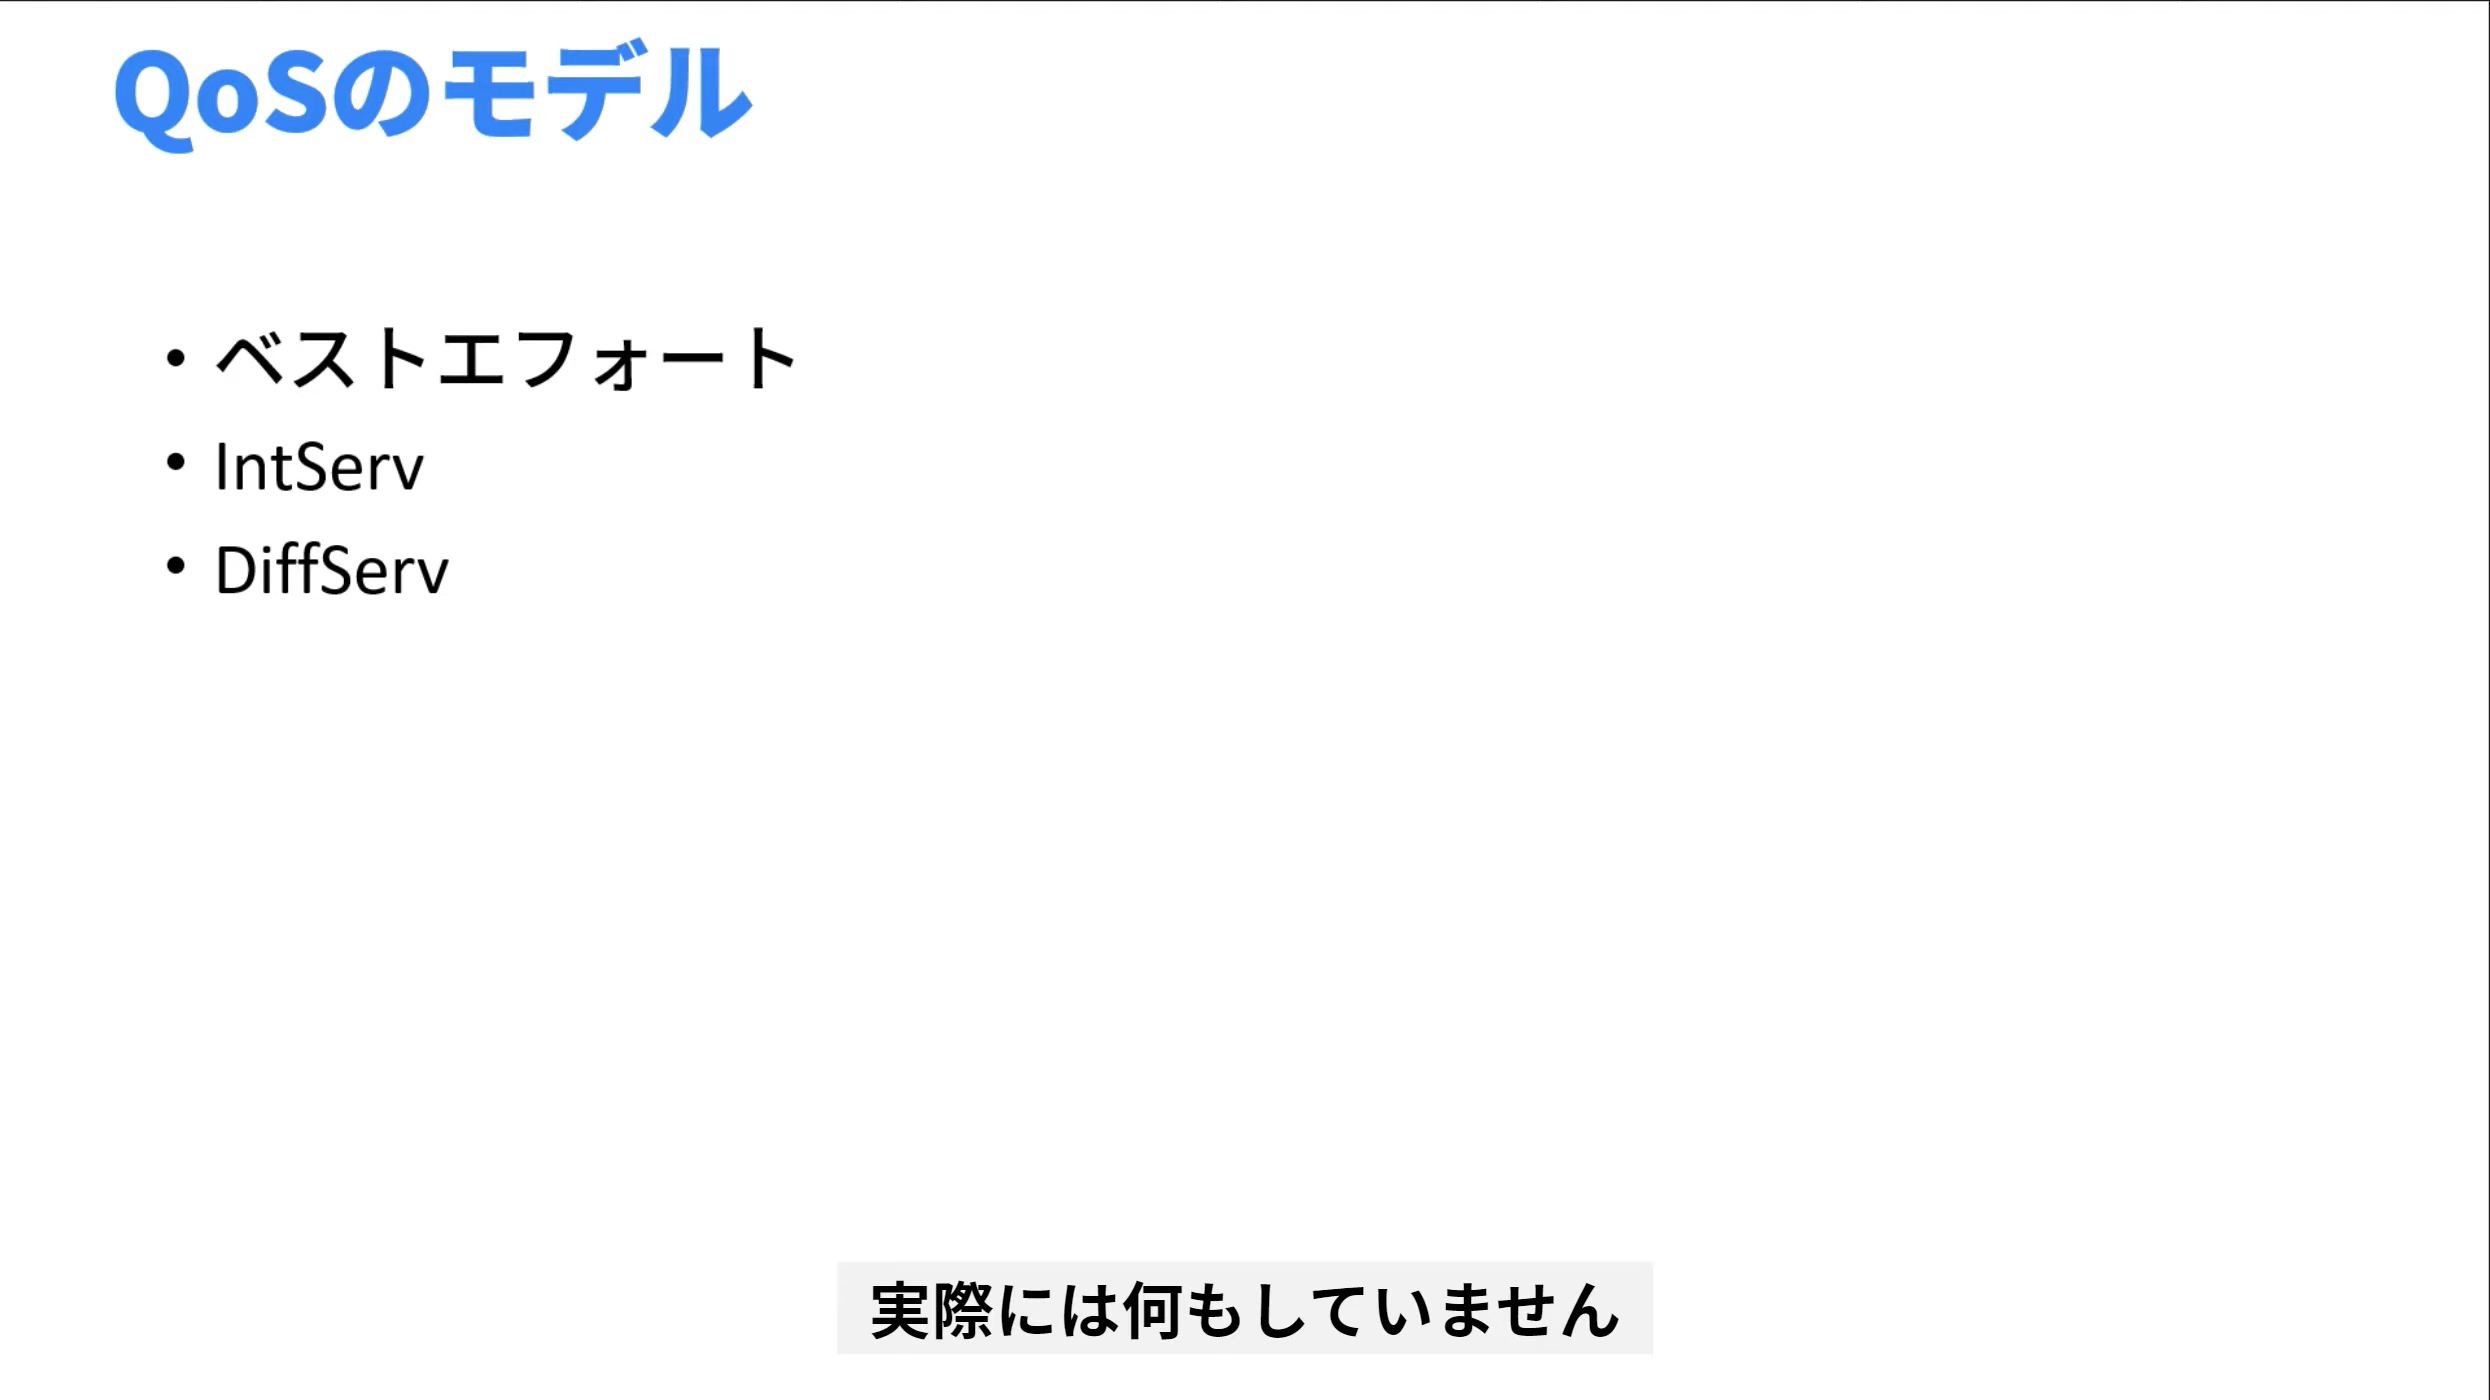 QoSのモデル
• ベストエフォート
• IntServ
• DiffServ
実際には何もしていません